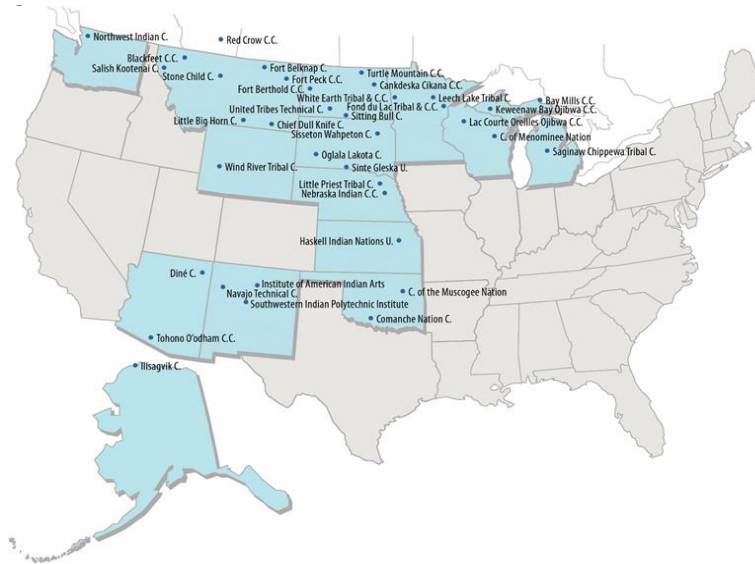 Northwest Indian C.
Red Crow C.C.
Blackfeet C.C.
Salish Kootenai C.
Stone Child C.
Fort Belknap C.
Fort Peck C.C.
Fort Berthold C.C.
Turtle Mountain C.C.
Cankdeska Cikana C.C.
White Earth Tribal & C.C.
Leech Lake Tribal C.
Bay Mills C.C.
Keweenaw Bay Ojibwa C.C.
United Tribes Technical C.
Fond du Lac Tribal & C.C.
Sitting Bull C.
Little Big Horn C.
Chief Dull Knife C.
Lac Courte Oreilles Ojibwa C.C.
Sisseton Wahpeton C.
C. of Menominee Nation
Saginaw Chippewa Tribal C.
Oglala Lakota C.
Wind River Tribal C.
Sinte Gleska U.
Little Priest Tribal C.
Nebraska Indian C.C.
Haskell Indian Nations U.
Diné C.
Institute of American Indian Arts
Navajo Technical C.
C. of the Muscogee Nation
Southwestern Indian Polytechnic Institute
Comanche Nation C.
Tohono O'odham C.C.
Illsagvik C.